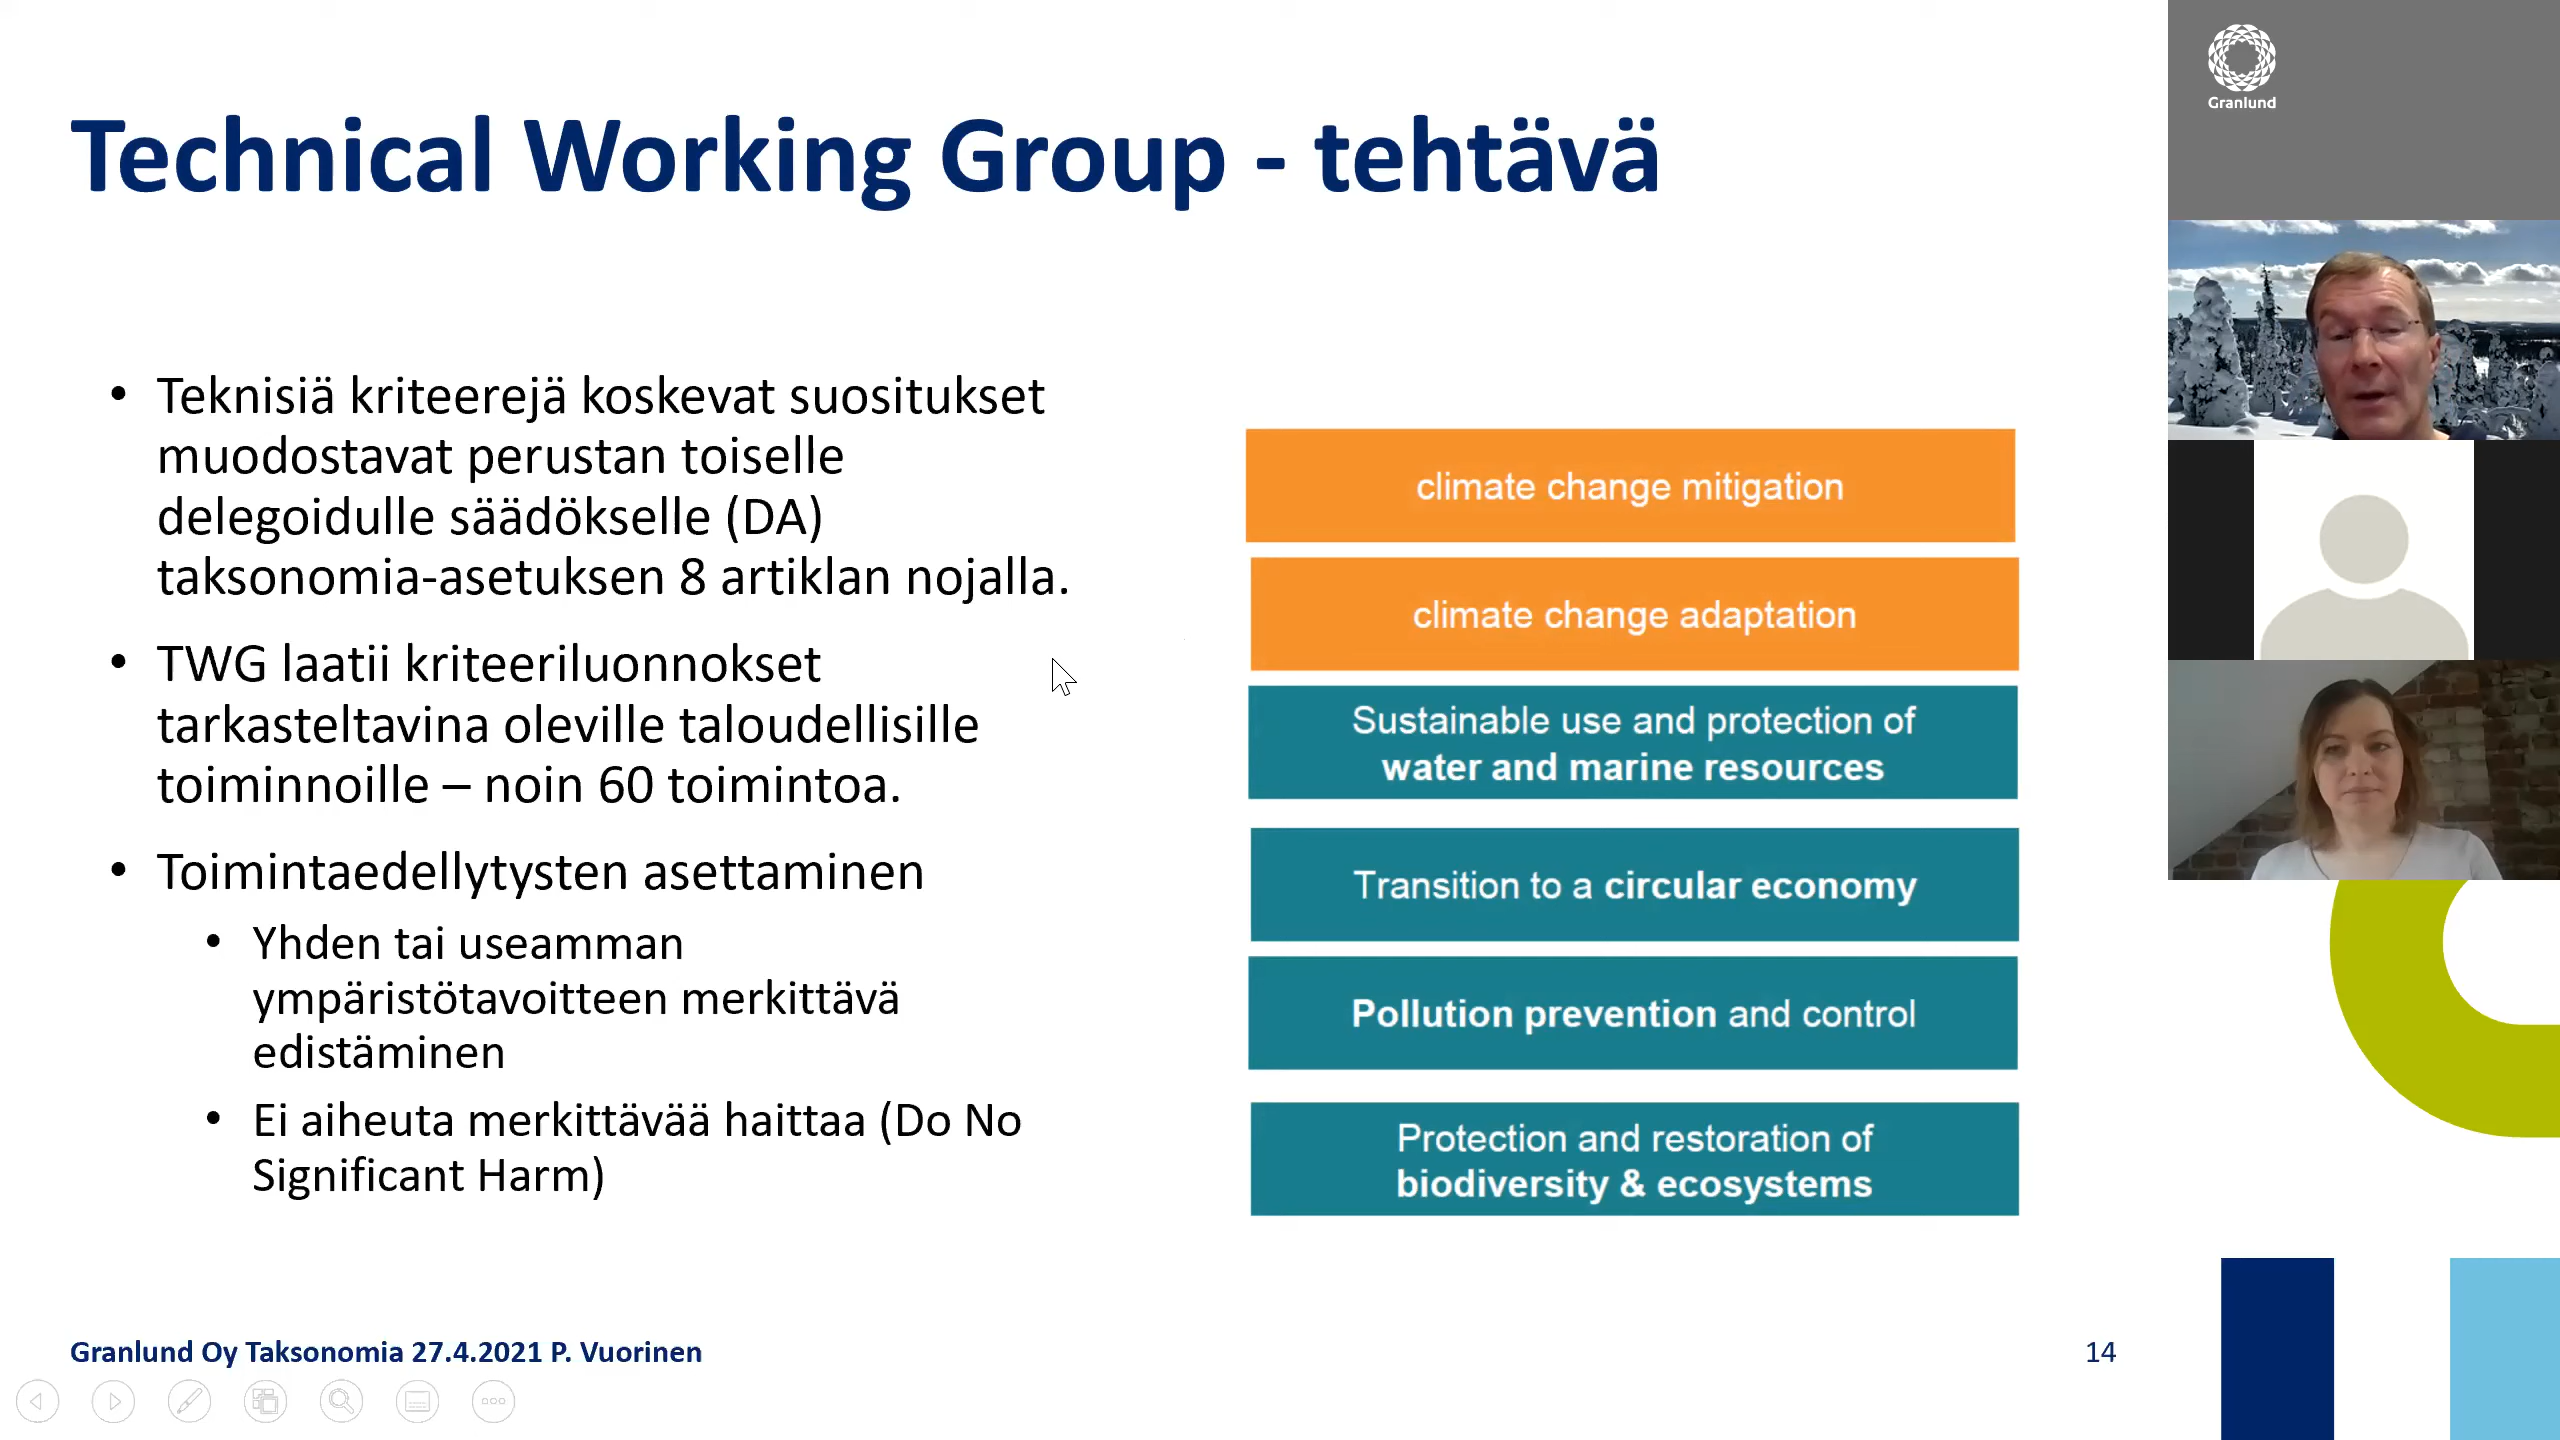 Technical Working Group - tehtävä
• Teknisiä kriteerejä koskevat suositukset
muodostavat perustan toiselle
delegoidulle säädökselle (DA)
taksonomia-asetuksen 8 artiklan nojalla.
• TWG laatii kriteeriluonnokset
tarkasteltavina oleville taloudellisille
toiminnoille – noin 60 toimintoa.
• Toimintaedellytysten asettaminen
• Yhden tai useamman
ympäristötavoitteen merkittävä
edistäminen
• Ei aiheuta merkittävää haittaa (Do No
Significant Harm)
climate change mitigation
climate change adaptation
Sustainable use and protection of
water and marine resources
Transition to a circular economy
Pollution prevention and control
Protection and restoration of
biodiversity & ecosystems
Granlund
Granlund Oy Taksonomia 27.4.2021 P. Vuorinen
14